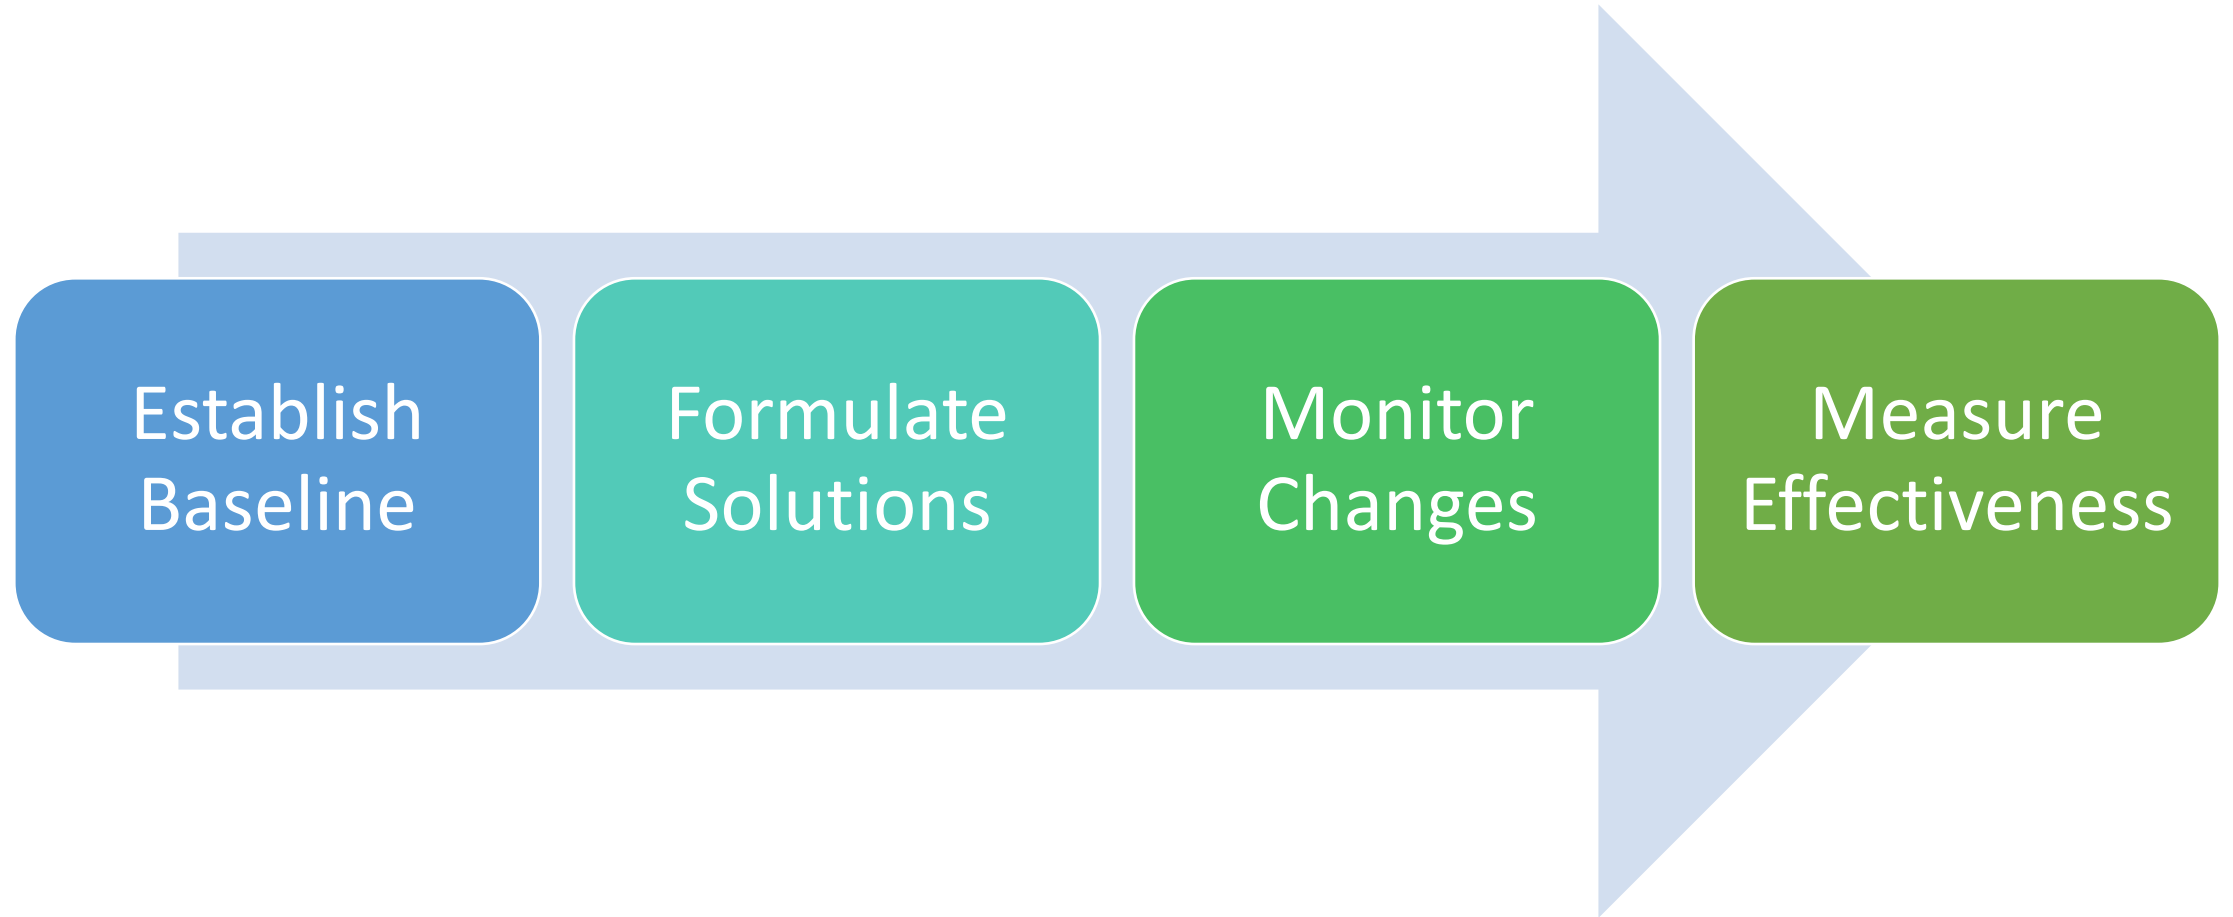 Establish
Baseline
Formulate
Solutions
Monitor
Changes
Measure
Effectiveness